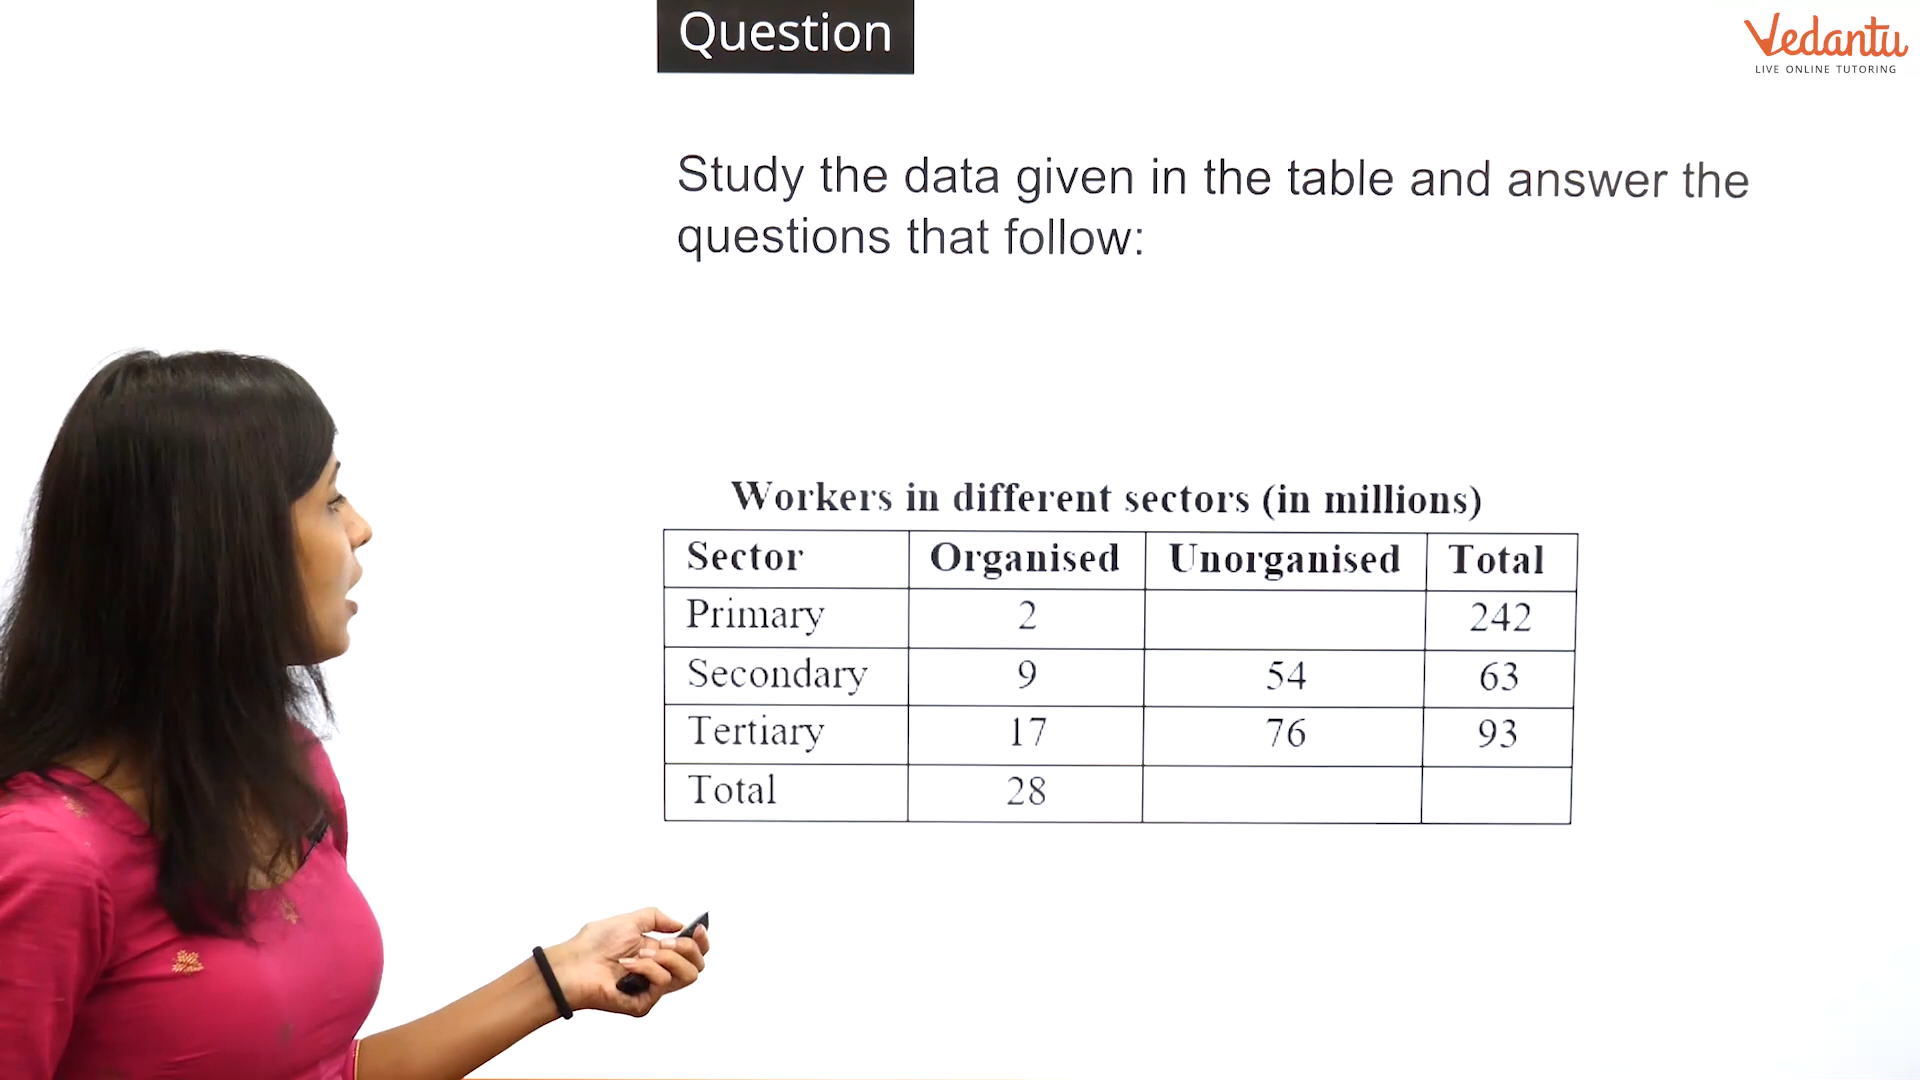 Question
Vedantu
LIVE ONLINE TUTORING
Study the data given in the table and answer the
questions that follow:
Workers in different sectors (in millions)
Sector Organised Unorganised Total
Primary 2 242
Secondary 9 54 63
Tertiary 17 76 93
Total 28